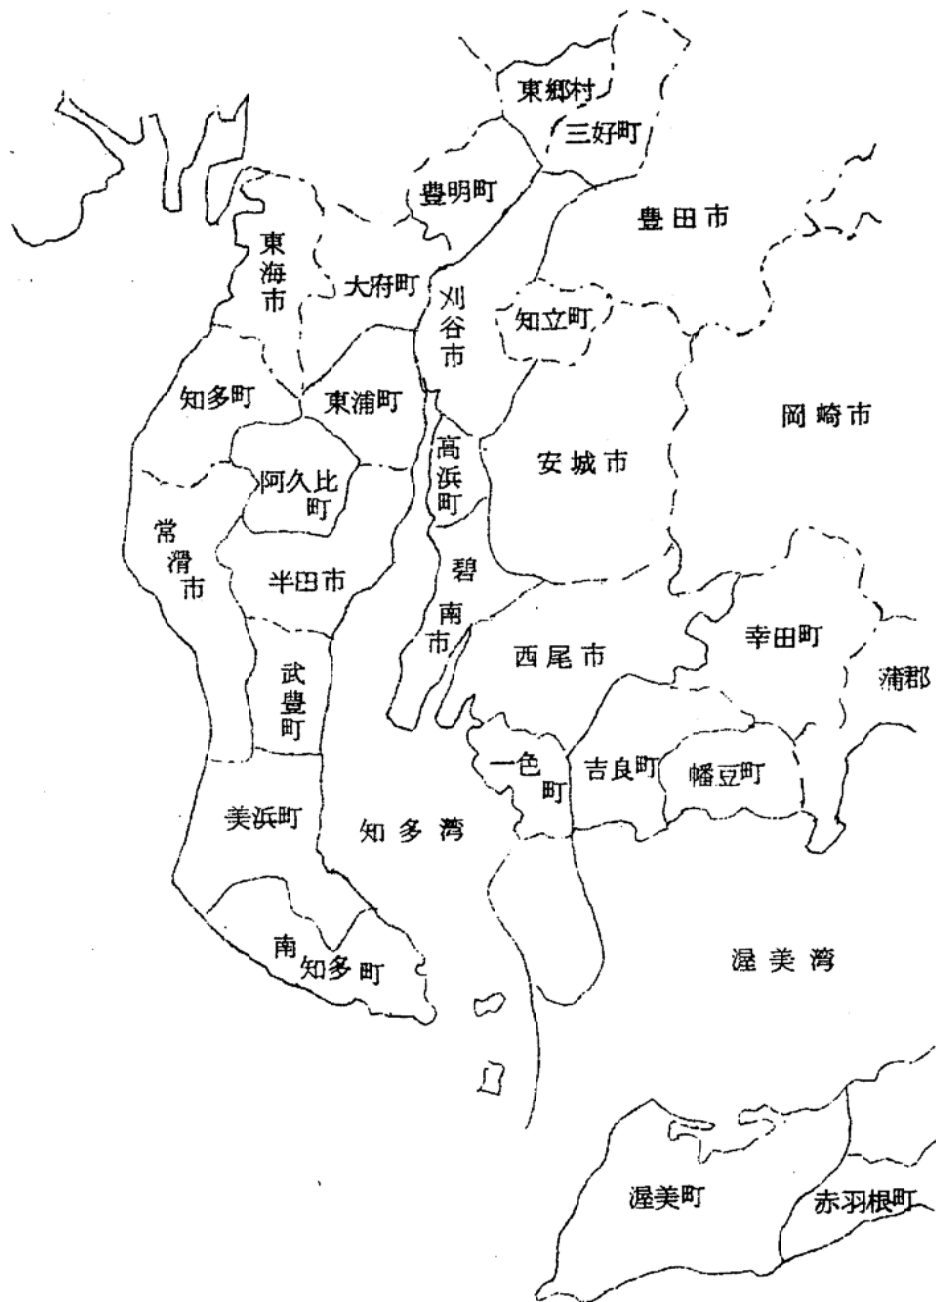 東郷村
三好町
豊明町
豊田市
東海市
大府町
刈谷市
知立町
知多町
東浦町
岡崎市
高浜町
安城市
阿久比町
常滑市
半田市
碧南市
西尾市
幸田町
蒲郡
武豊町
一色町
吉良町
幡豆町
美浜町
知多湾
南知多町
渥美湾
渥美町
赤羽根町